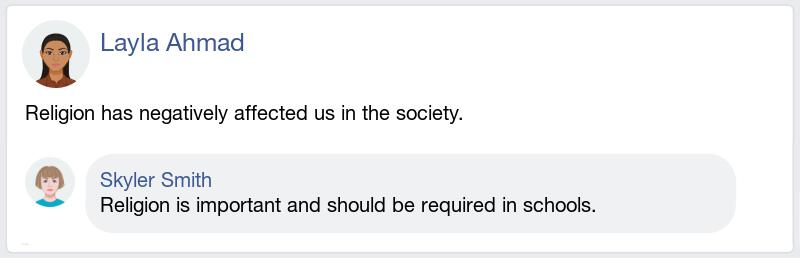 Layla Ahmad
Religion has negatively affected us in the society.
Skyler Smith
Religion is important and should be required in schools.